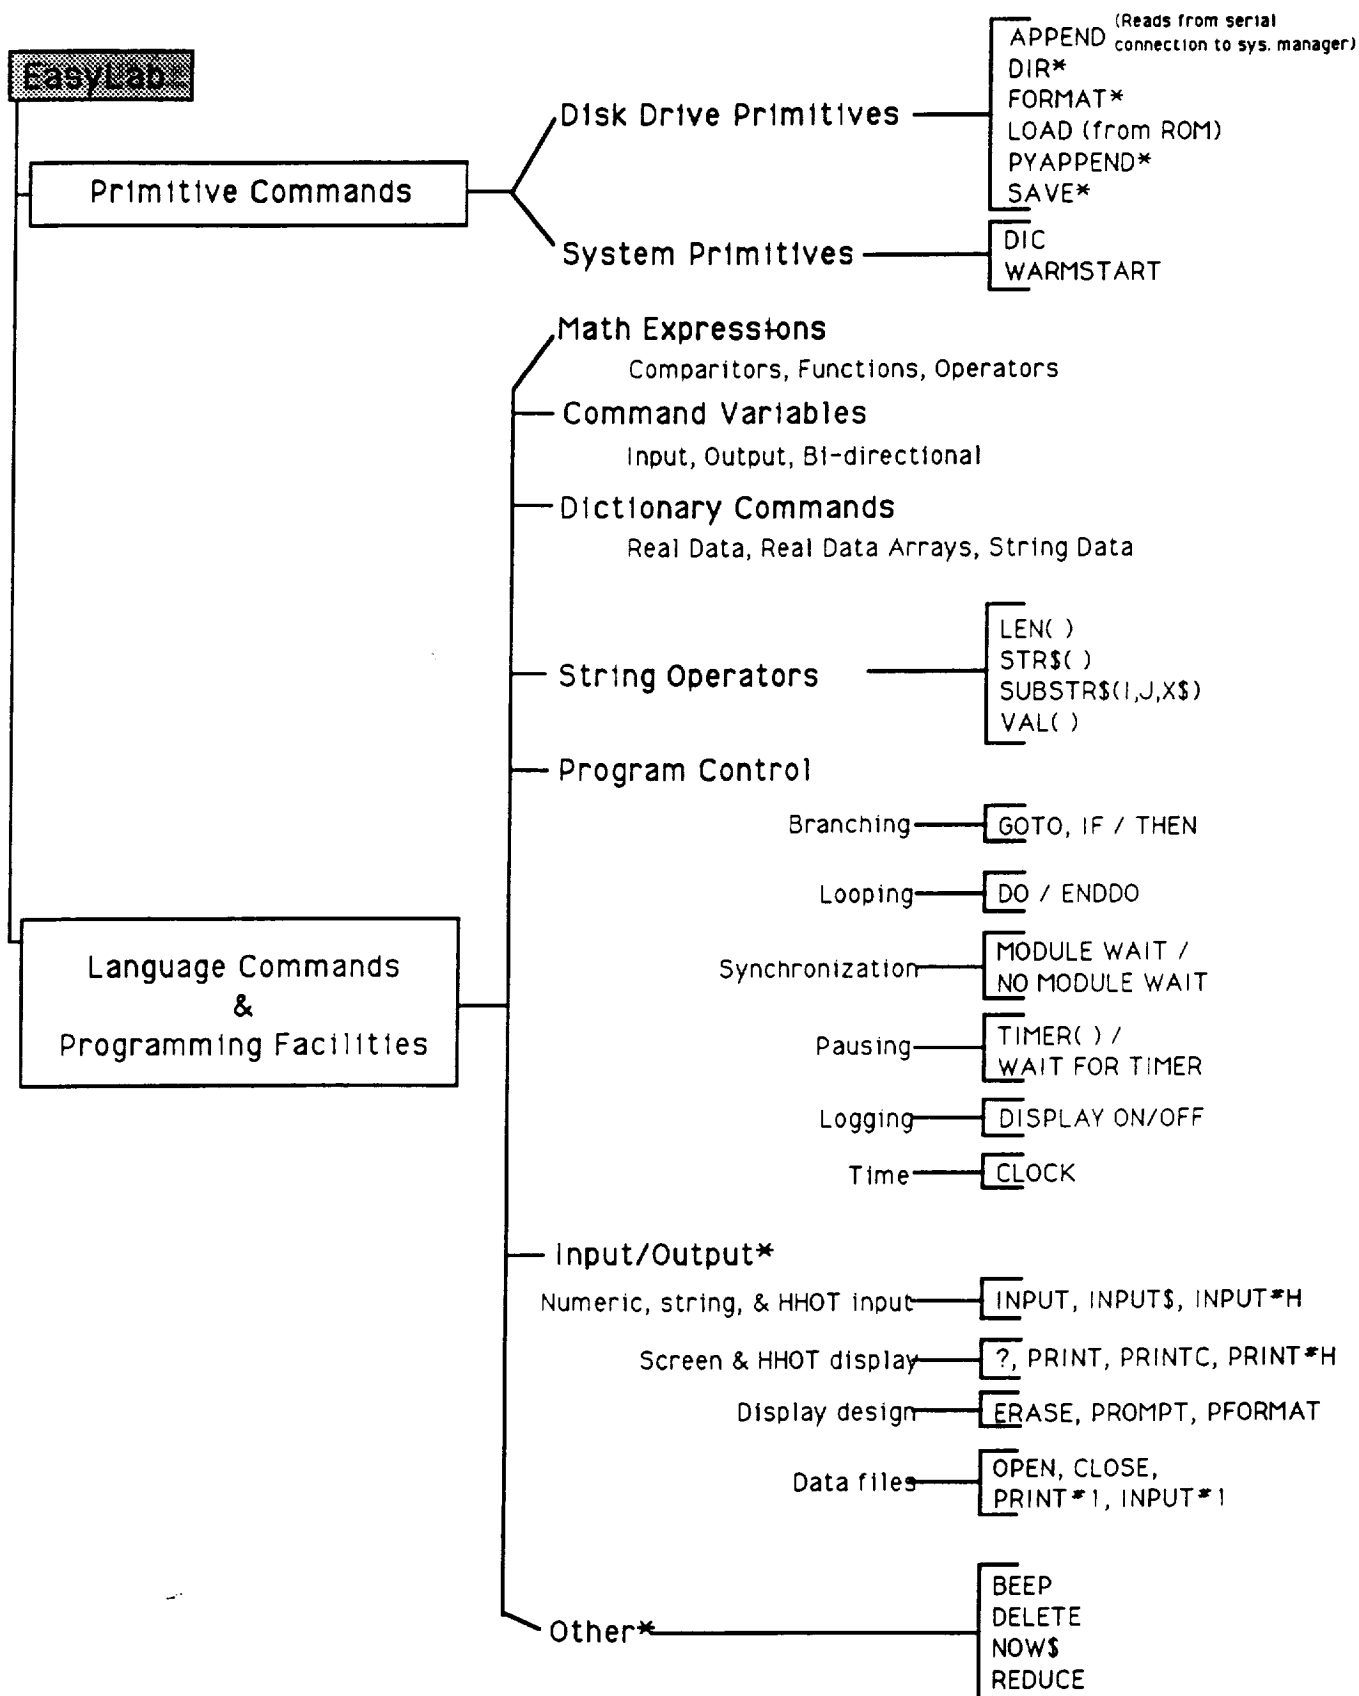 EasyLab
Primitive Commands
Disk Drive Primitives
APPEND (Reads from serial connection to sys. manager)
DIR*
FORMAT*
LOAD (from ROM)
PYAPPEND*
SAVE*
System Primitives
DIC
WARMSTART
Language Commands
&
Programming Facilities
Math Expressions
Comparitors, Functions, Operators
Command Variables
Input, Output, Bi-directional
Dictionary Commands
Real Data, Real Data Arrays, String Data
String Operators
LEN( )
STR$( )
SUBSTR$(I,J,X$)
VAL( )
Program Control
Branching
GOTO, IF / THEN
Looping
DO / ENDDO
Synchronization
MODULE WAIT /
NO MODULE WAIT
Pausing
TIMER( ) /
WAIT FOR TIMER
Logging
DISPLAY ON/OFF
Time
CLOCK
Input/Output*
Numeric, string, & HHOT input
INPUT, INPUT$, INPUT#H
Screen & HHOT display
?, PRINT, PRINTC, PRINT#H
Display design
ERASE, PROMPT, PFORMAT
Data files
OPEN, CLOSE,
PRINT#1, INPUT#1
Other*
BEEP
DELETE
NOW$
REDUCE